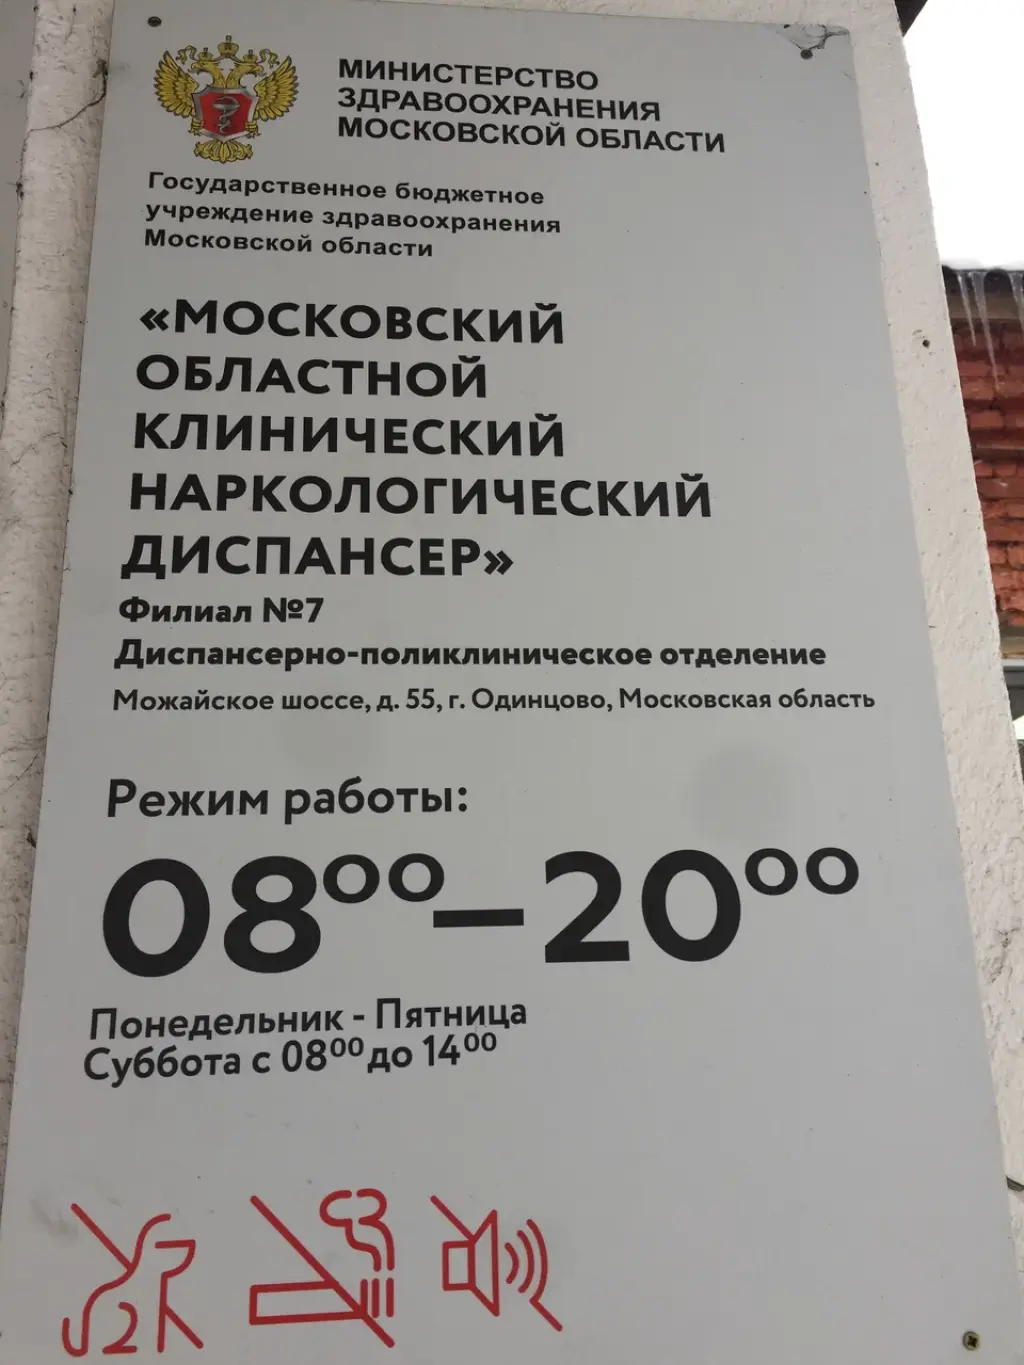 МИНИСТЕРСТВО
ЗДРАВООХРАНЕНИЯ
МОСКОВСКОЙ ОБЛАСТИ
Государственное бюджетное
учреждение здравоохранения
Московской области
«МОСКОВСКИЙ
ОБЛАСТНОЙ
КЛИНИЧЕСКИЙ
НАРКОЛОГИЧЕСКИЙ
ДИСПАНСЕР»
Филиал №7
Диспансерно-поликлиническое отделение
Можайское шоссе, д. 55, г. Одинцово, Московская область
Режим работы:
08⁰⁰–20⁰⁰
Понедельник - Пятница
Суббота с 08⁰⁰ до 14⁰⁰